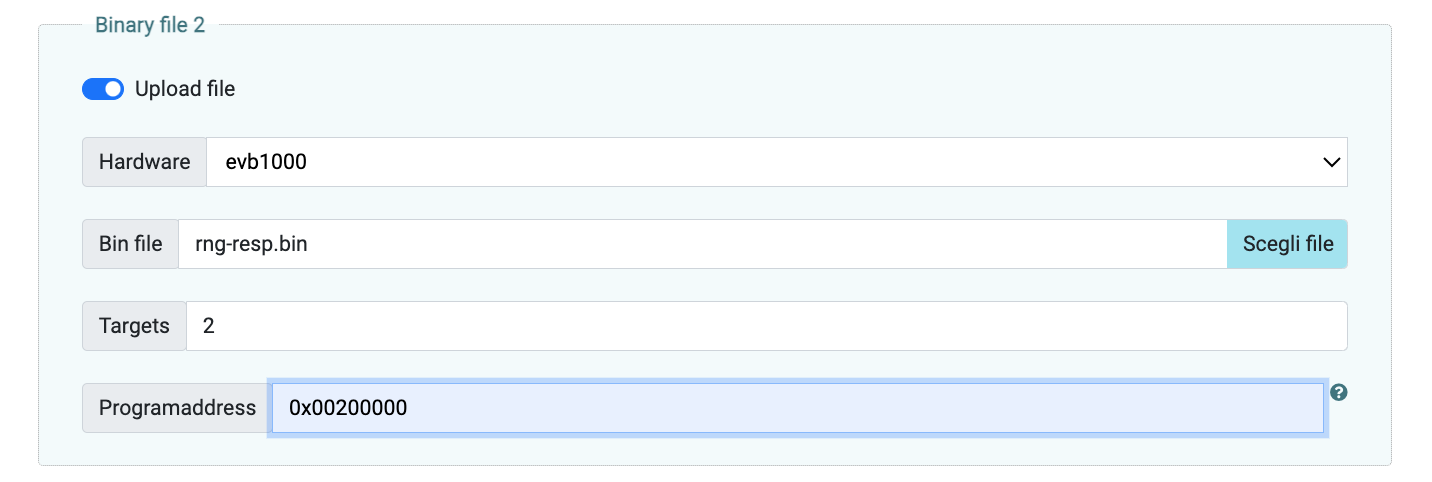 Binary file 2
Upload file
Hardware evb1000
Bin file rng-resp.bin Scegli file
Targets 2
Programaddress 0x00200000 ?